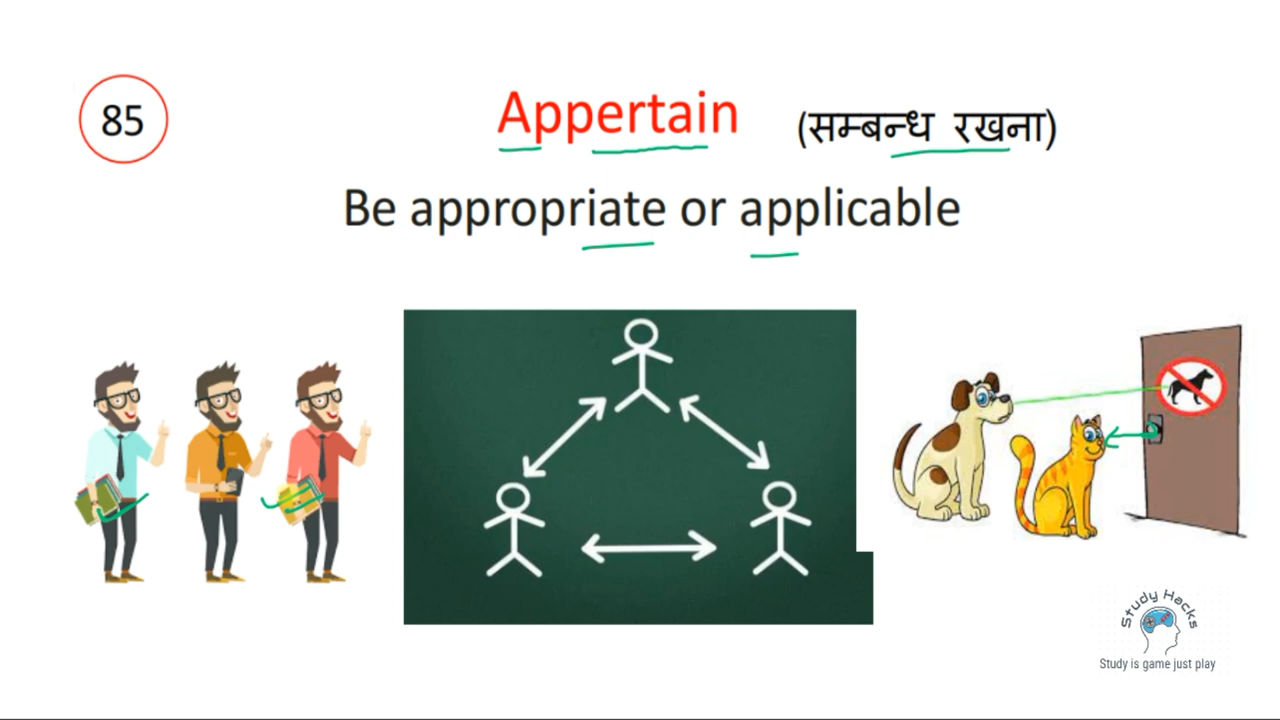 85
Appertain (सम्बन्ध रखना)
Be appropriate or applicable
Study Hacks
Study is game just play